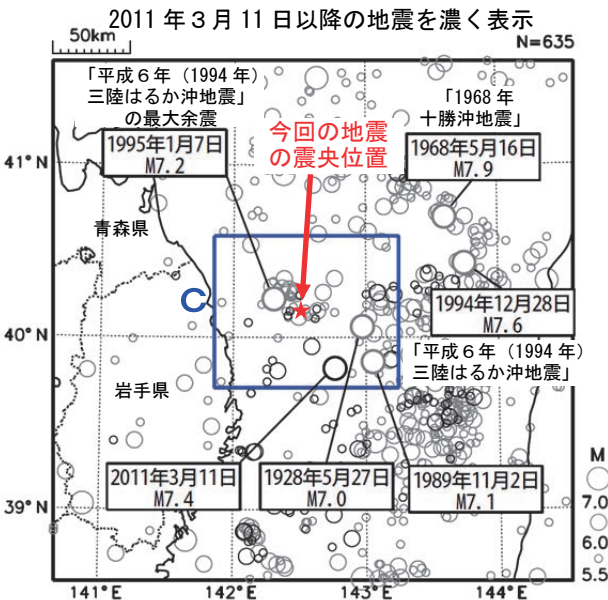 2011年3月11日以降の地震を濃く表示
50km
N=635
「平成6年（1994年）
三陸はるか沖地震」
の最大余震
1995年1月7日
M7.2
今回の地震
の震央位置
「1968年
十勝沖地震」
1968年5月16日
M7.9
41°N
青森県
C
1994年12月28日
M7.6
「平成6年（1994年）
三陸はるか沖地震」
40°N
岩手県
2011年3月11日
M7.4
1928年5月27日
M7.0
1989年11月2日
M7.1
39°N
M
7.0
6.0
5.5
141°E
142°E
143°E
144°E